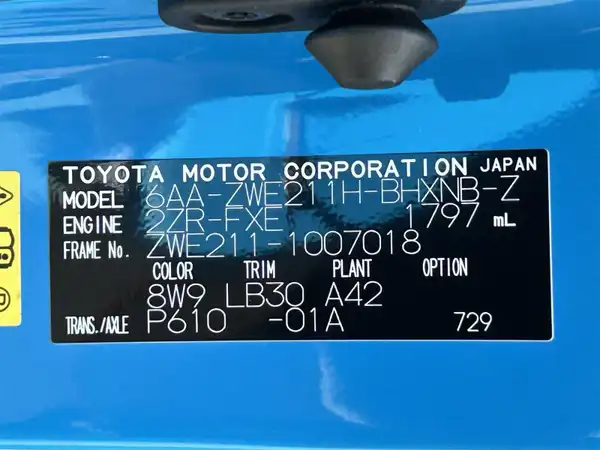 TOYOTA MOTOR CORPORATION JAPAN
MODEL 6AA-ZWE211H-BHXNB-Z
ENGINE 2ZR-FXE 1797 mL
FRAME No. ZWE211-1007018
COLOR TRIM PLANT OPTION
8W9 LB30 A42
TRANS./AXLE P610 -01A 729